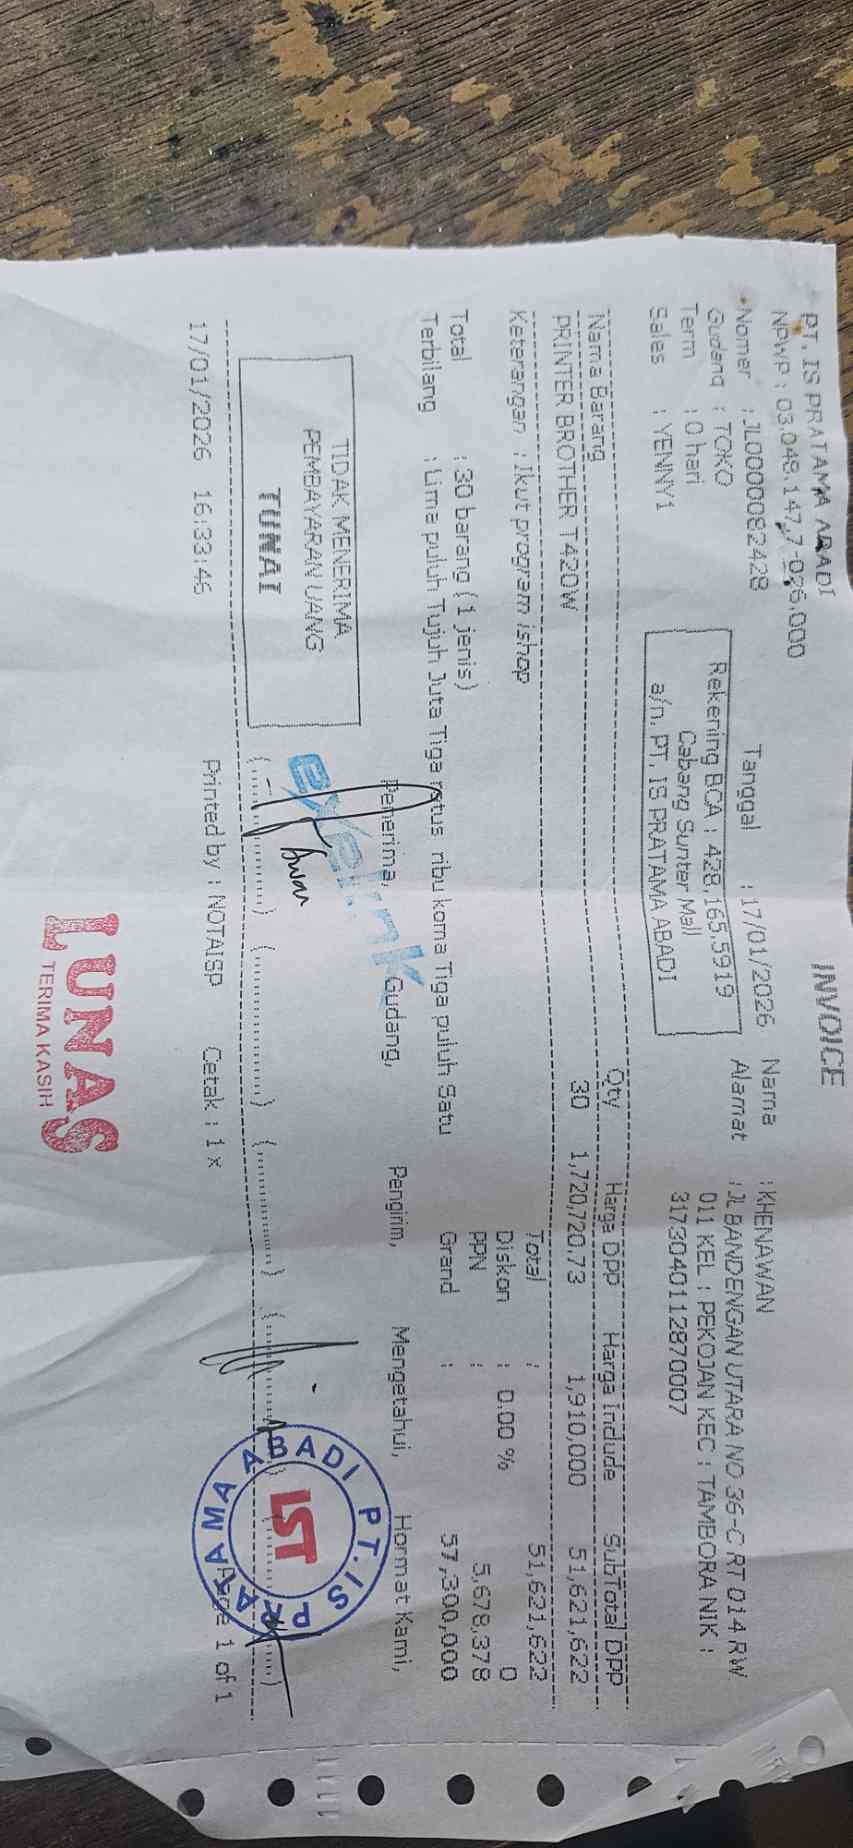 INVOICE
PT. IS PRATAMA ABADI
NPWP : 03.048.147.7-026.000
Nomer : JL0000082428
Gudang : TOKO
Term : 0 hari
Sales : YENNY1
Tanggal : 17/01/2026
Rekening BCA : 428.165.5919
Cabang Sunter Mall
a/n. PT. IS PRATAMA ABADI
Nama : KHENAWAN
Alamat : JL BANDENGAN UTARA NO 36-C RT 014 RW
011 KEL : PEKOJAN KEC : TAMBORA NIK :
3173040112870007
Nama Barang Qty Harga DPP Harga Include SubTotal DPP
PRINTER BROTHER T420W 30 1,720,720.73 1,910,000 51,621,622
Keterangan : Ikut program ishop
Total : 51,621,622
Diskon : 0.00 % 0
PPN : 5,678,378
Grand : 57,300,000
Total : 30 barang (1 jenis)
Terbilang : Lima puluh Tujuh Juta Tiga ratus ribu koma Tiga puluh Satu
Penerima, Gudang, Pengirim, Mengetahui, Hormat Kami,
TIDAK MENERIMA
PEMBAYARAN UANG
TUNAI
exelink
Awan
PT. IS PRATAMA ABADI
IST
17/01/2026 16:33:46 Printed by : NOTAISP Cetak : 1 x Page 1 of 1
LUNAS
TERIMA KASIH